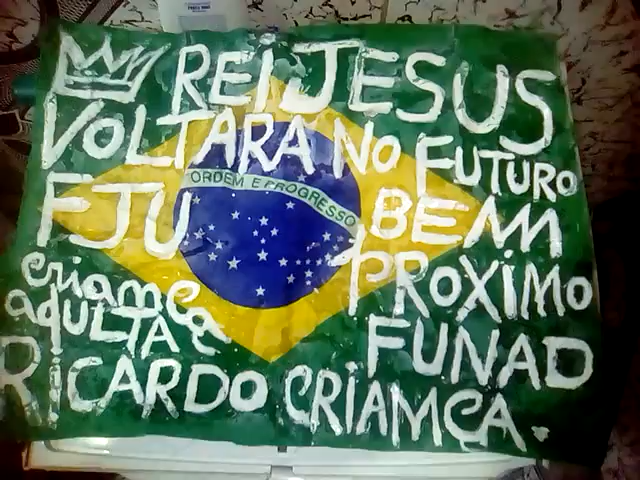 REI JESUS
VOLTARA NO FUTURO
ORDEM E PROGRESSO
FJU BEM
criamça PROXIMO
aduLTA FUNAD
RiCARDO CRiAMÇA.